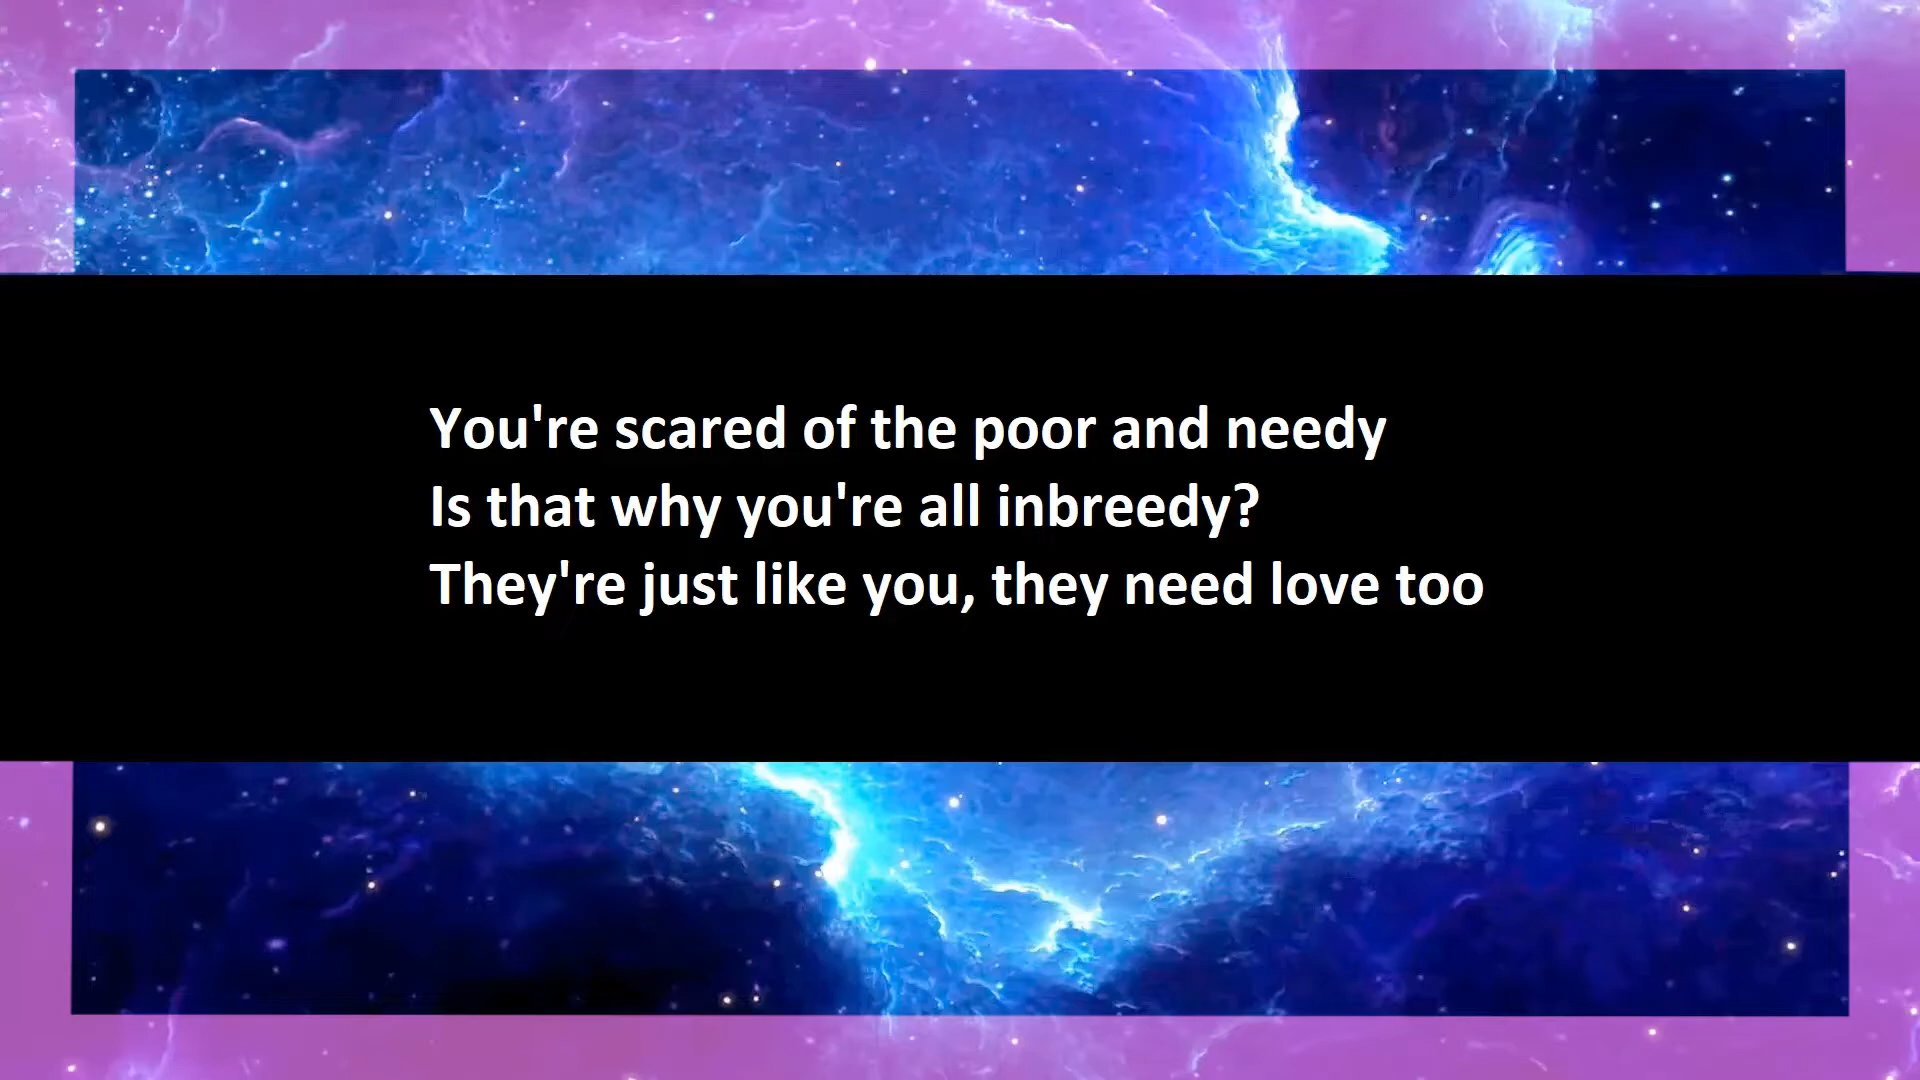 You're scared of the poor and needy
Is that why you're all inbreedy?
They're just like you, they need love too